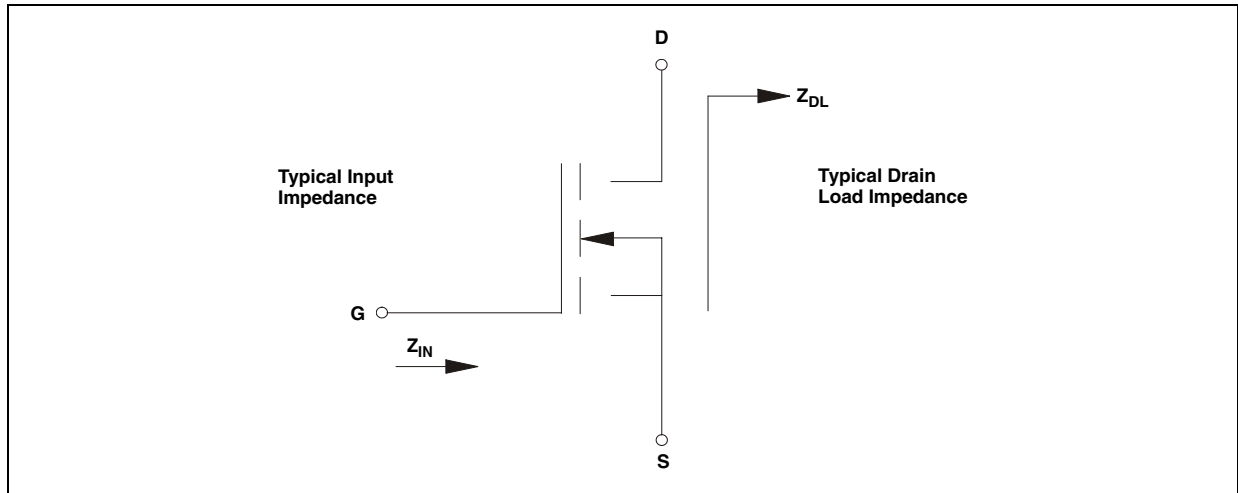 D
Z_DL
Typical Input
Impedance
Typical Drain
Load Impedance
G
Z_IN
S